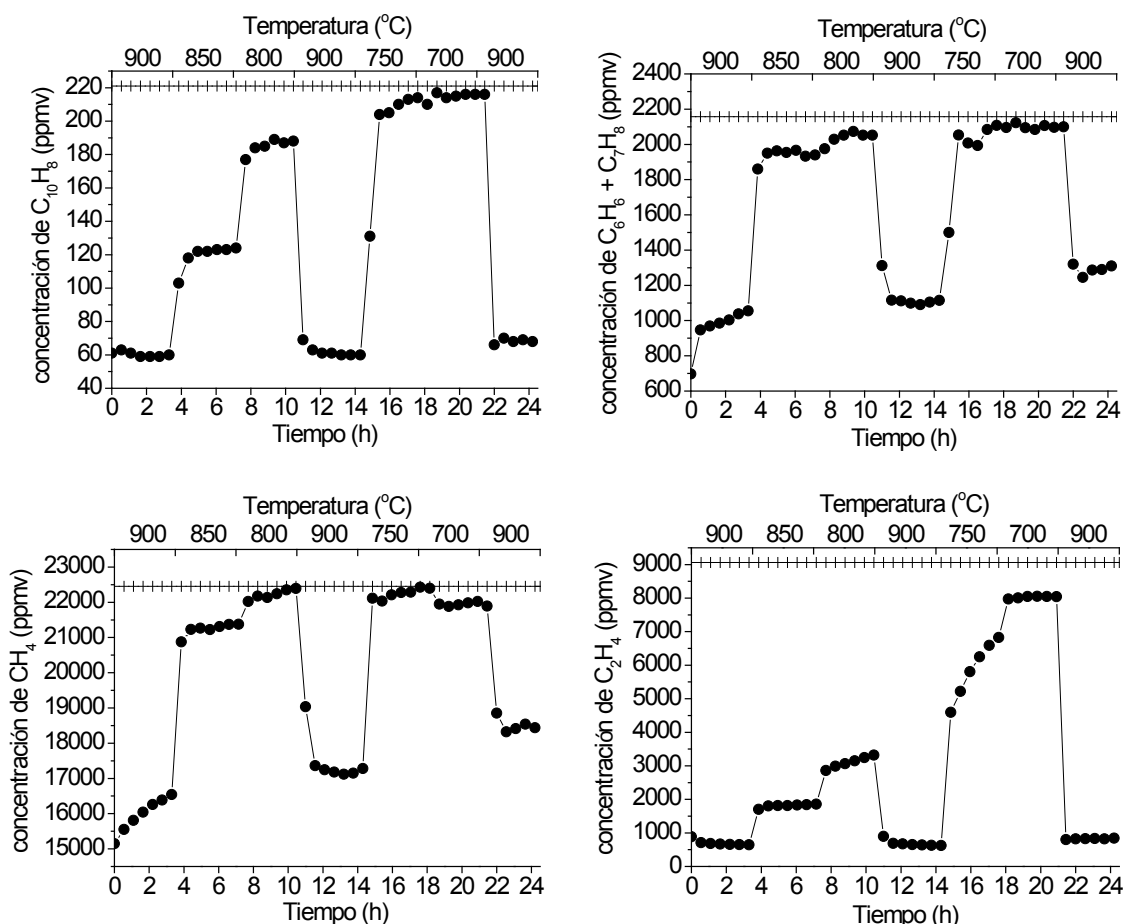 Temperatura (°C)
900 850 800 900 750 700 900
220
200
180
160
140
120
100
80
60
40
concentración de C₁₀H₈ (ppmv)
0 2 4 6 8 10 12 14 16 18 20 22 24
Tiempo (h)
Temperatura (°C)
900 850 800 900 750 700 900
2400
2200
2000
1800
1600
1400
1200
1000
800
600
concentración de C₆H₆ + C₇H₈ (ppmv)
0 2 4 6 8 10 12 14 16 18 20 22 24
Tiempo (h)
Temperatura (°C)
900 850 800 900 750 700 900
23000
22000
21000
20000
19000
18000
17000
16000
15000
concentración de CH₄ (ppmv)
0 2 4 6 8 10 12 14 16 18 20 22 24
Tiempo (h)
Temperatura (°C)
900 850 800 900 750 700 900
9000
8000
7000
6000
5000
4000
3000
2000
1000
0
concentración de C₂H₄ (ppmv)
0 2 4 6 8 10 12 14 16 18 20 22 24
Tiempo (h)